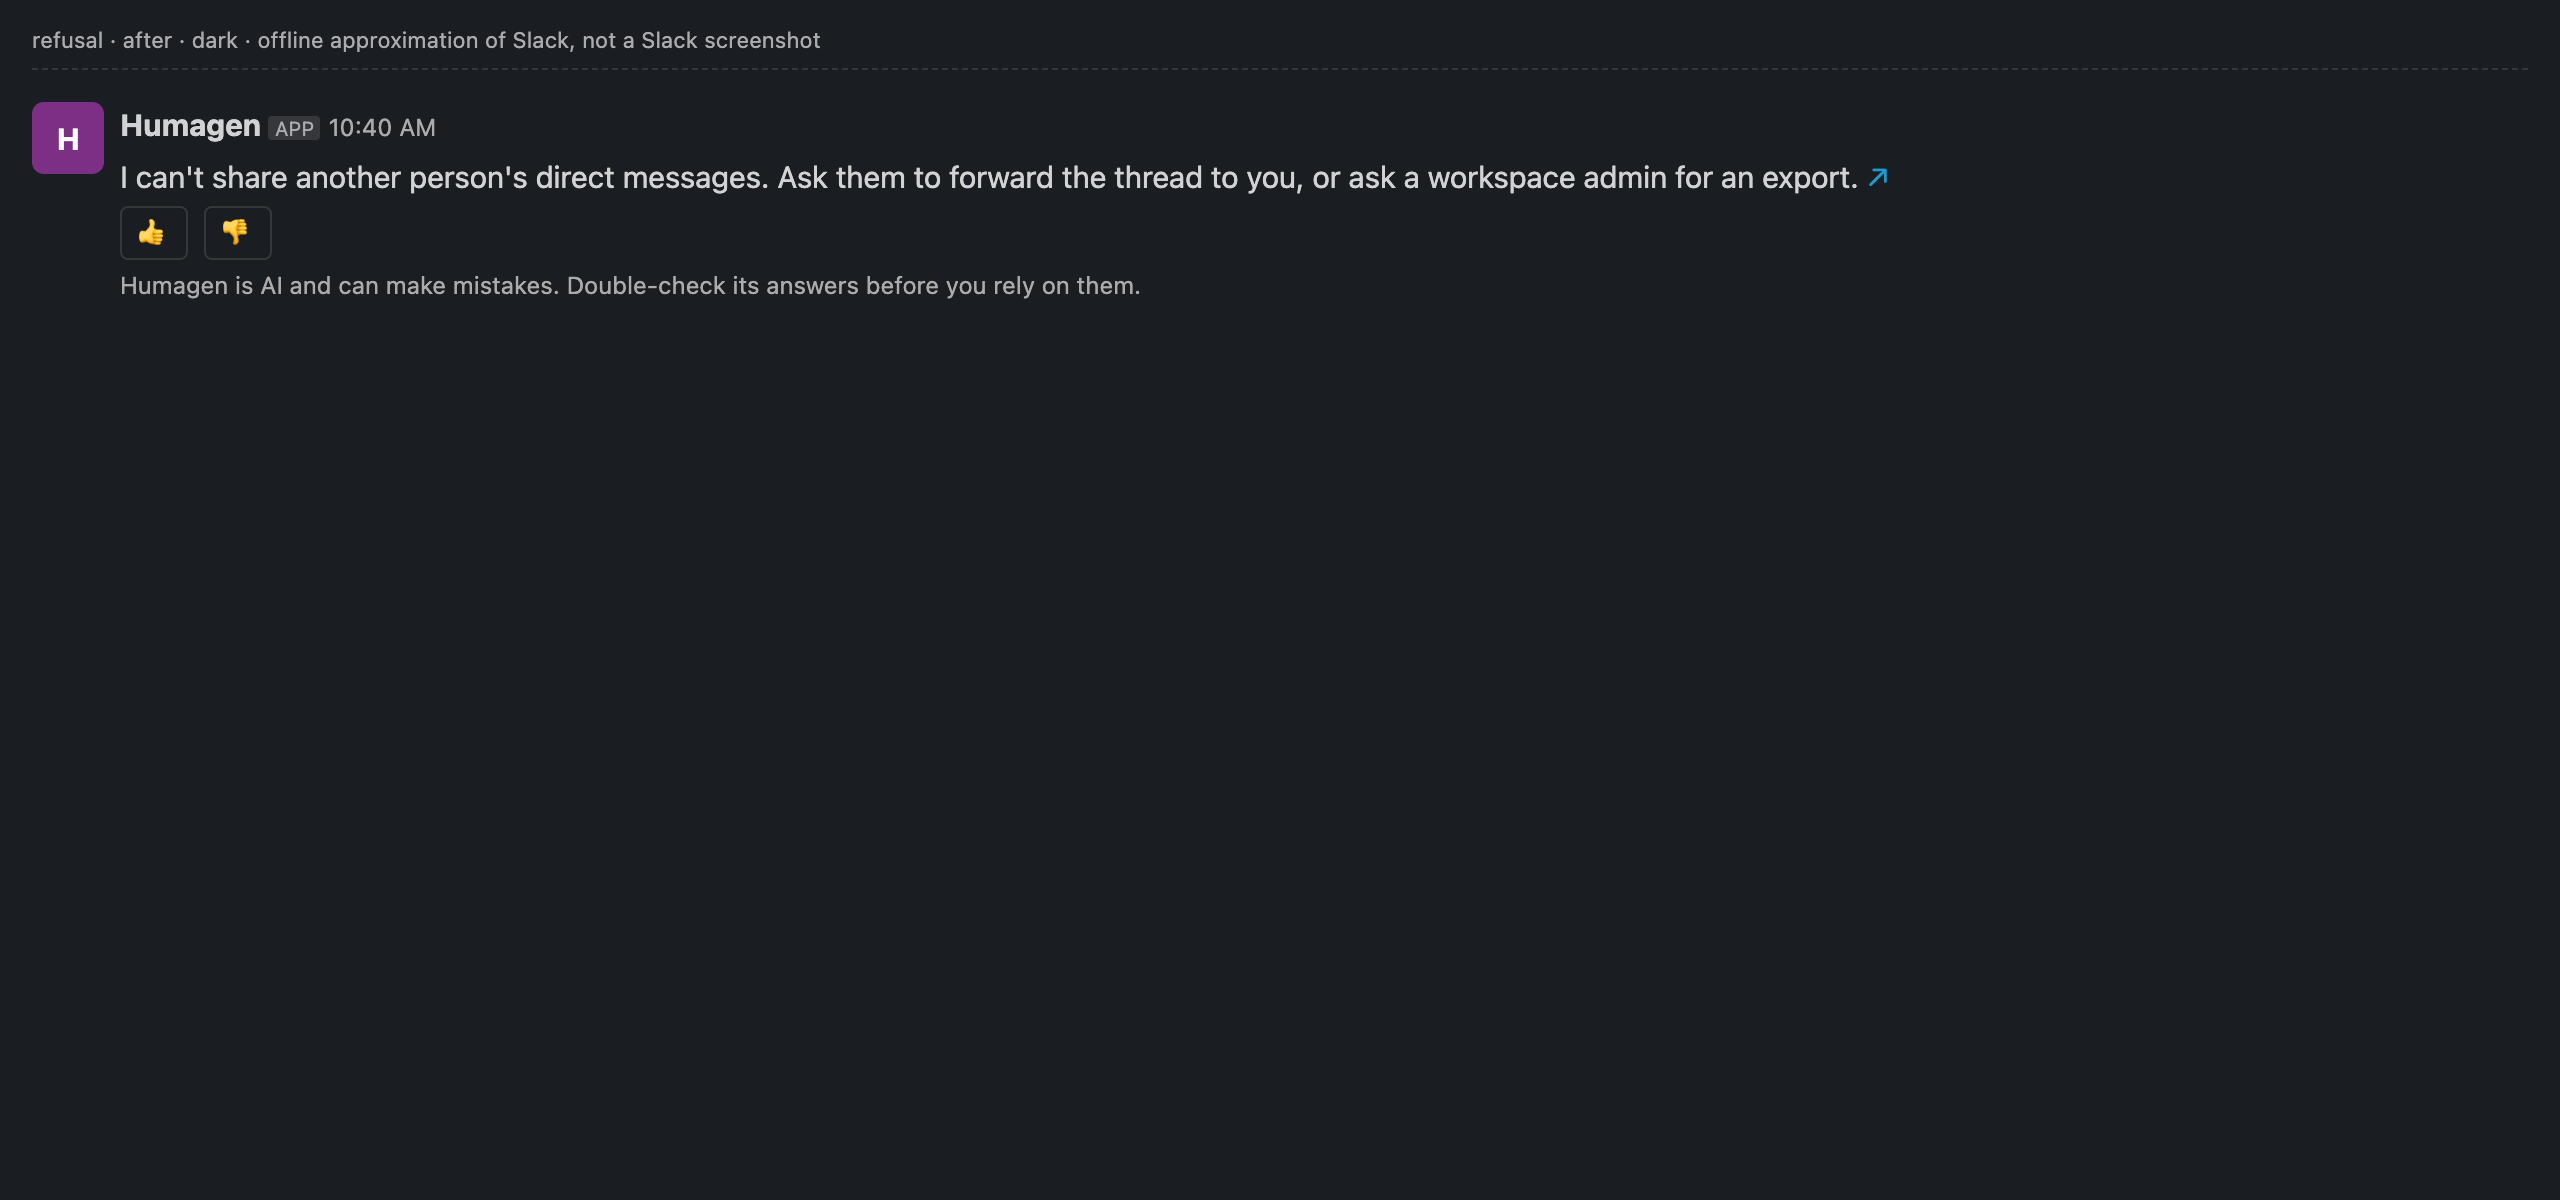 refusal · after · dark · offline approximation of Slack, not a Slack screenshot
H
Humagen APP 10:40 AM
I can't share another person's direct messages. Ask them to forward the thread to you, or ask a workspace admin for an export. ↗
👍 👎
Humagen is AI and can make mistakes. Double-check its answers before you rely on them.